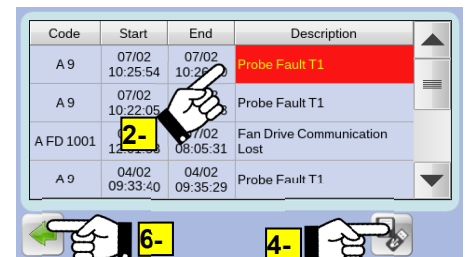 Code Start End Description
A 9 07/02 07/02 Probe Fault T1
10:25:54
A 9 07/02 Probe Fault T1
10:22:05
2-
A FD 1001 Fan Drive Communication
08:05:31 Lost
A 9 04/02 04/02 Probe Fault T1
09:33:40 09:35:29
6- 4-